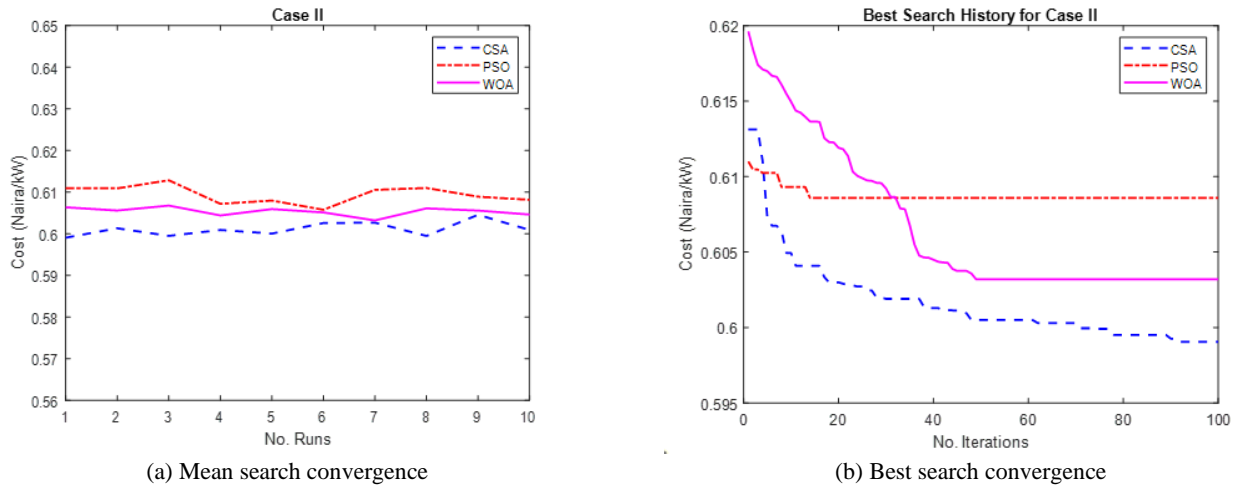 Case II
0.65
0.64
0.63
0.62
0.61
0.6
0.59
0.58
0.57
0.56
Cost (Naira/kW)
1 2 3 4 5 6 7 8 9 10
No. Runs
CSA
PSO
WOA
(a) Mean search convergence
Best Search History for Case II
0.62
0.615
0.61
0.605
0.6
0.595
Cost (Naira/kW)
0 20 40 60 80 100
No. Iterations
CSA
PSO
WOA
(b) Best search convergence